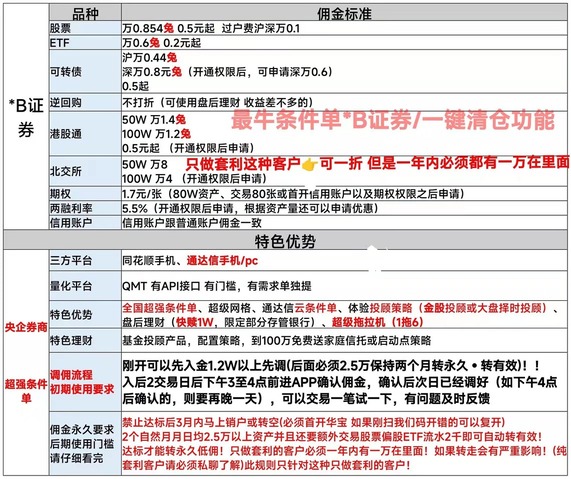 品种 佣金标准
*B证券
股票 万0.854兔 0.5元起 过户费沪深万0.1
ETF 万0.6兔 0.2元起
可转债 沪万0.44兔
深万0.8元兔（开通权限后，可申请深万0.6）
0.5起
逆回购 不打折（可使用盘后理财 收益差不多的）
最牛条件单*B证券/一键清仓功能
港股通 50W 万1.4兔
100W 万1.2兔
0.5元起 （开通权限后申请）
北交所 50W 万8
100W 万4 （开通权限后申请）
只做套利这种客户👉可一折 但是一年内必须都有一万在里面
期权 1.7元/张（80W资产、交易80张或首开信用账户以及期权权限之后申请）
两融利率 5.5%（开通权限后申请，根据资产量还可以申请优惠）
信用账户 信用账户跟普通账户佣金一致
特色优势
央企券商
超强条件单
三方平台 同花顺手机、通达信手机/pc
量化平台 QMT 有API接口 有门槛，有需求单独提
特色优势 全国超强条件单、超级网格、通达信云条件单、体验投顾策略（金股投顾或大盘择时投顾）、
盘后理财（快赎1W，限定部分存管银行）、超级拖拉机（1拖6）
特色理财 基金投顾产品，配置策略，到100万免费送家庭信托或启动点策略
调佣流程
初期使用要求
刚开可以先入金1.2W以上先调(后面必须2.5万保持两个月转永久•转有效)！！
入后2交易日后下午3至4点前进APP确认佣金，确认后次日已经调好（如下午4点
后确认的，则要再晚一天），可以交易一笔试一下，有问题及时反馈
佣金永久要求
后期使用门槛
请仔细看完
禁止达标后3月内马上销户或转空(必须首开华宝 如果刚扫我们码开错的可以复开)
2个自然月月日均2.5万以上资产并且还要额外交易股票偏股ETF流水2千即可自动转有效！
达标才能转永久低佣！只做套利的客户必须一年内有一万在里面！如果转走会有严重影响！(纯
套利客户请必须私聊了解)此规则只针对这种只做套利的客户！